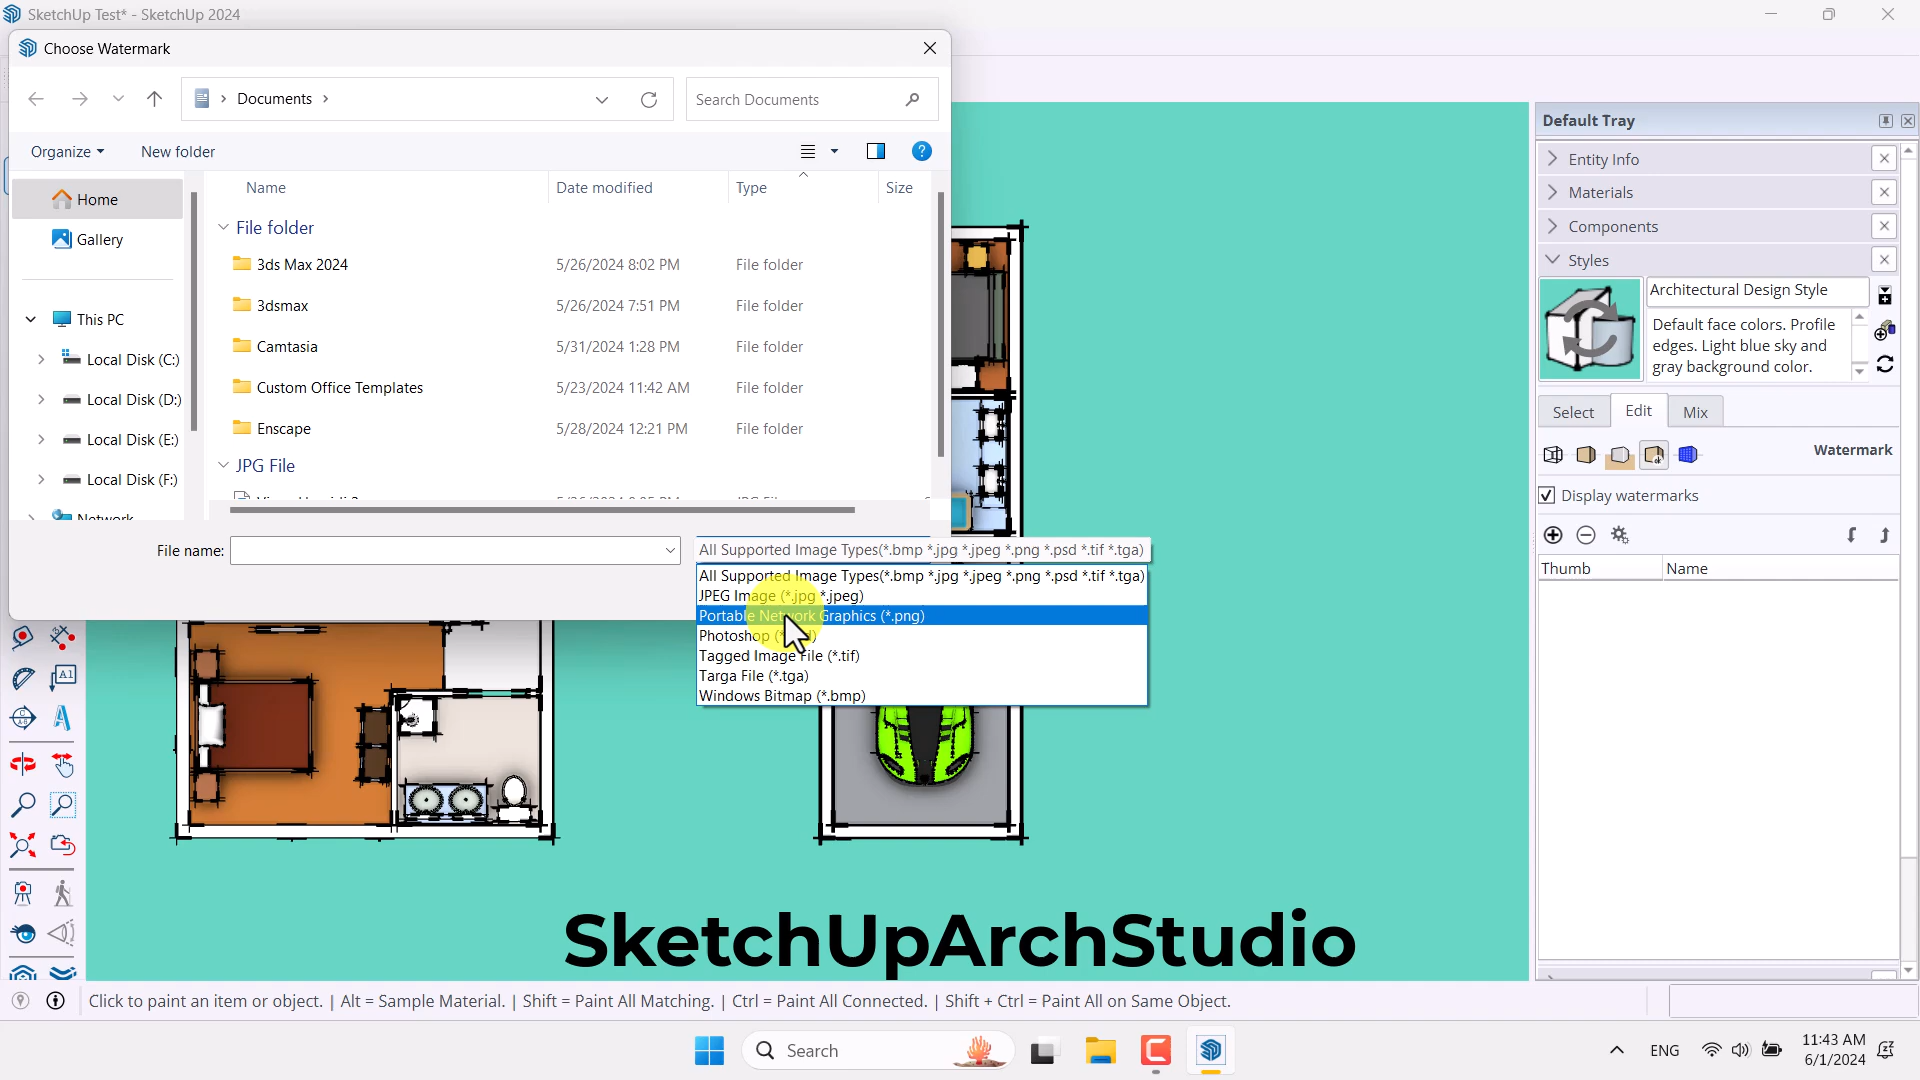 SketchUp Test* - SketchUp 2024
Choose Watermark
Documents
Search Documents
Organize
New folder
Home
Gallery
This PC
Local Disk (C:)
Local Disk (D:)
Local Disk (E:)
Local Disk (F:)
Network
Name Date modified Type Size
File folder
3ds Max 2024 5/26/2024 8:02 PM File folder
3dsmax 5/26/2024 7:51 PM File folder
Camtasia 5/31/2024 1:28 PM File folder
Custom Office Templates 5/23/2024 11:42 AM File folder
Enscape 5/28/2024 12:21 PM File folder
JPG File
File name:
All Supported Image Types(*.bmp *.jpg *.jpeg *.png *.psd *.tif *.tga)
All Supported Image Types(*.bmp *.jpg *.jpeg *.png *.psd *.tif *.tga)
JPEG Image (*.jpg *.jpeg)
Portable Network Graphics (*.png)
Photoshop
Tagged Image File (*.tif)
Targa File (*.tga)
Windows Bitmap (*.bmp)
Default Tray
Entity Info
Materials
Components
Styles
Architectural Design Style
Default face colors. Profile
edges. Light blue sky and
gray background color.
Select Edit Mix
Watermark
Display watermarks
Thumb Name
SketchUpArchStudio
Click to paint an item or object. | Alt = Sample Material. | Shift = Paint All Matching. | Ctrl = Paint All Connected. | Shift + Ctrl = Paint All on Same Object.
Search
ENG
11:43 AM
6/1/2024